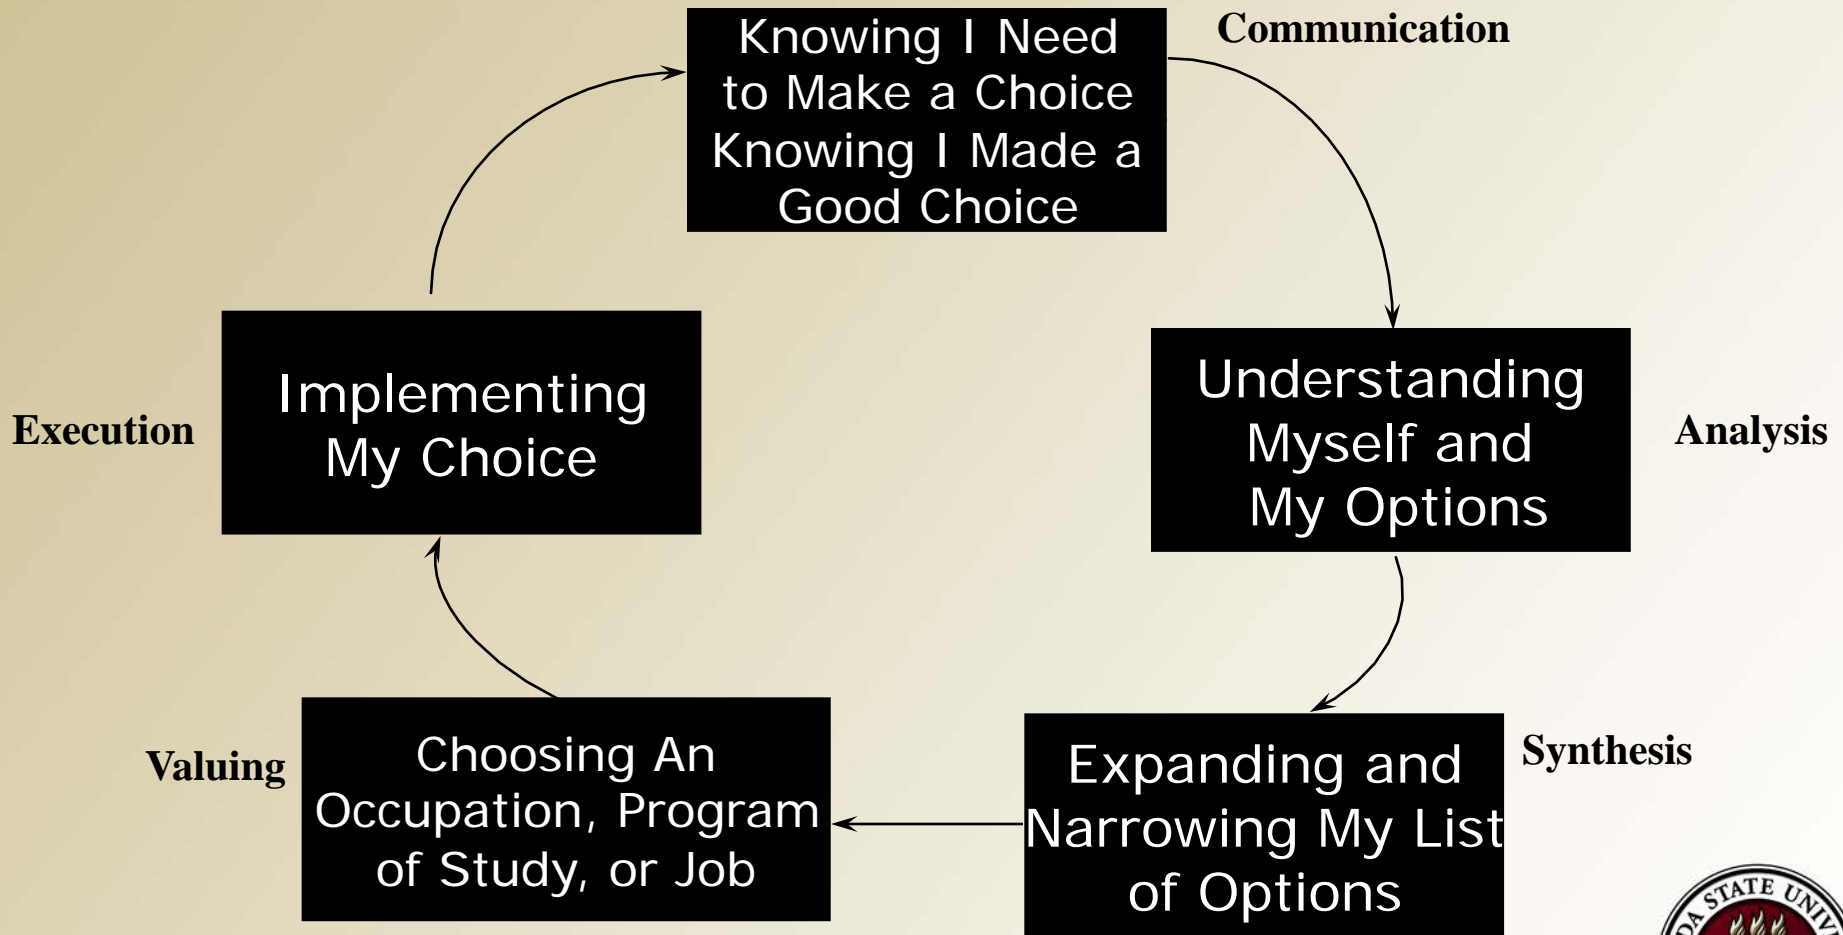 Knowing I Need
to Make a Choice
Knowing I Made a
Good Choice
Communication
Understanding
Myself and
My Options
Analysis
Expanding and
Narrowing My List
of Options
Synthesis
Choosing An
Occupation, Program
of Study, or Job
Valuing
Implementing
My Choice
Execution
STATE